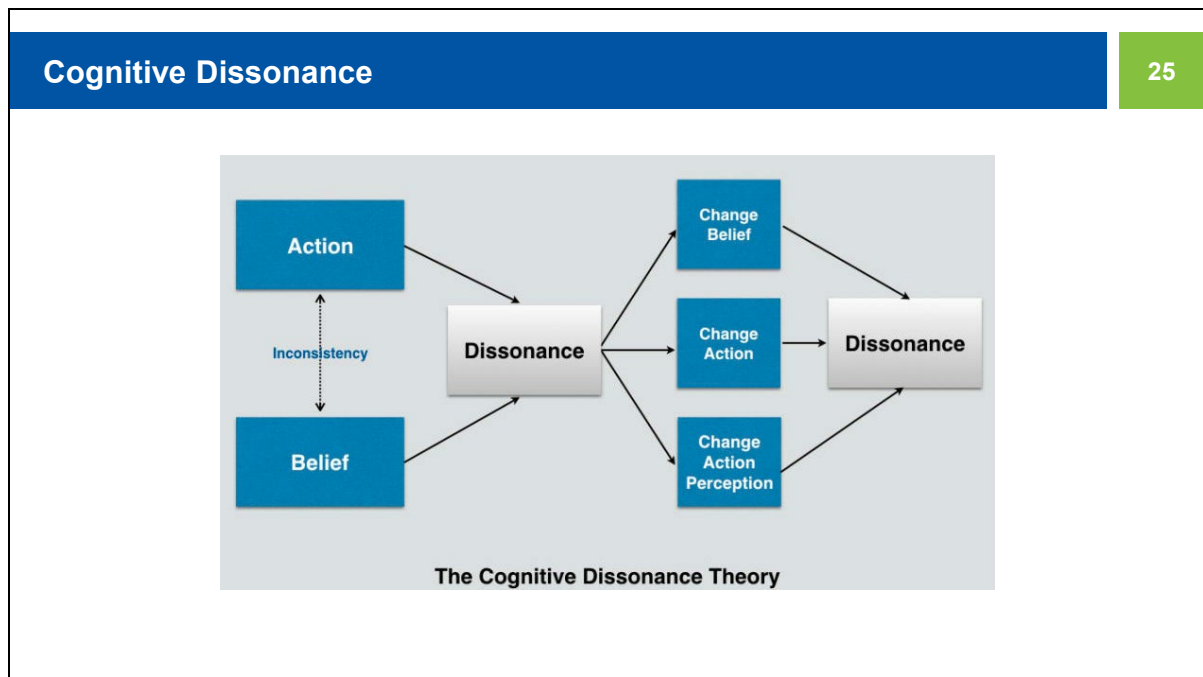 Cognitive Dissonance
25
Action
Inconsistency
Belief
Dissonance
Change
Belief
Change
Action
Change
Action
Perception
Dissonance
The Cognitive Dissonance Theory